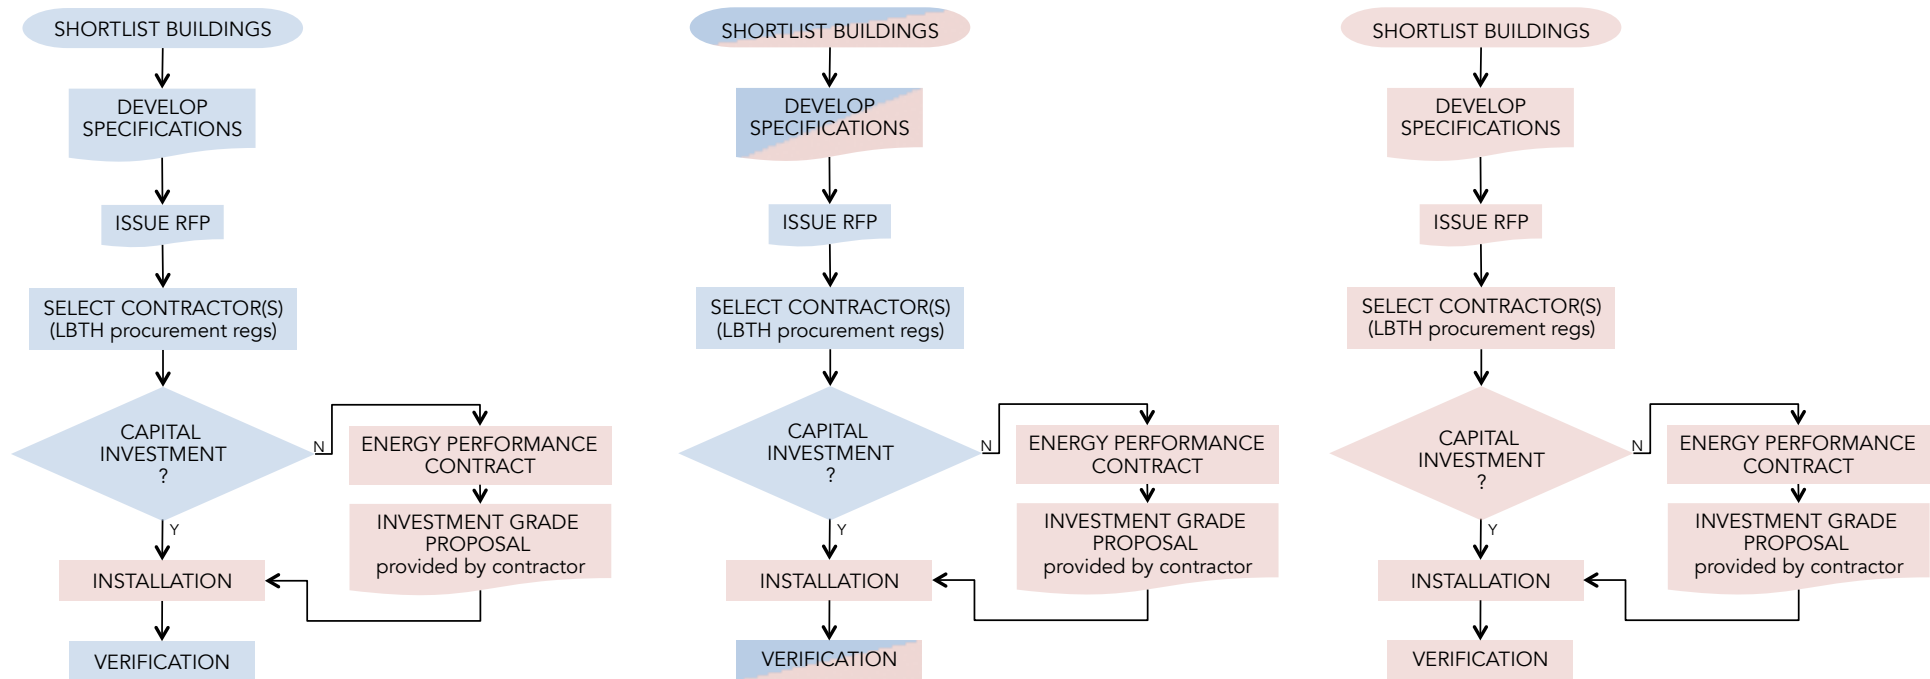 SHORTLIST BUILDINGS
DEVELOP
SPECIFICATIONS
ISSUE RFP
SELECT CONTRACTOR(S)
(LBTH procurement regs)
CAPITAL
INVESTMENT
?
N
ENERGY PERFORMANCE
CONTRACT
Y
INVESTMENT GRADE
PROPOSAL
provided by contractor
INSTALLATION
VERIFICATION
SHORTLIST BUILDINGS
DEVELOP
SPECIFICATIONS
ISSUE RFP
SELECT CONTRACTOR(S)
(LBTH procurement regs)
CAPITAL
INVESTMENT
?
N
ENERGY PERFORMANCE
CONTRACT
Y
INVESTMENT GRADE
PROPOSAL
provided by contractor
INSTALLATION
VERIFICATION
SHORTLIST BUILDINGS
DEVELOP
SPECIFICATIONS
ISSUE RFP
SELECT CONTRACTOR(S)
(LBTH procurement regs)
CAPITAL
INVESTMENT
?
N
ENERGY PERFORMANCE
CONTRACT
Y
INVESTMENT GRADE
PROPOSAL
provided by contractor
INSTALLATION
VERIFICATION